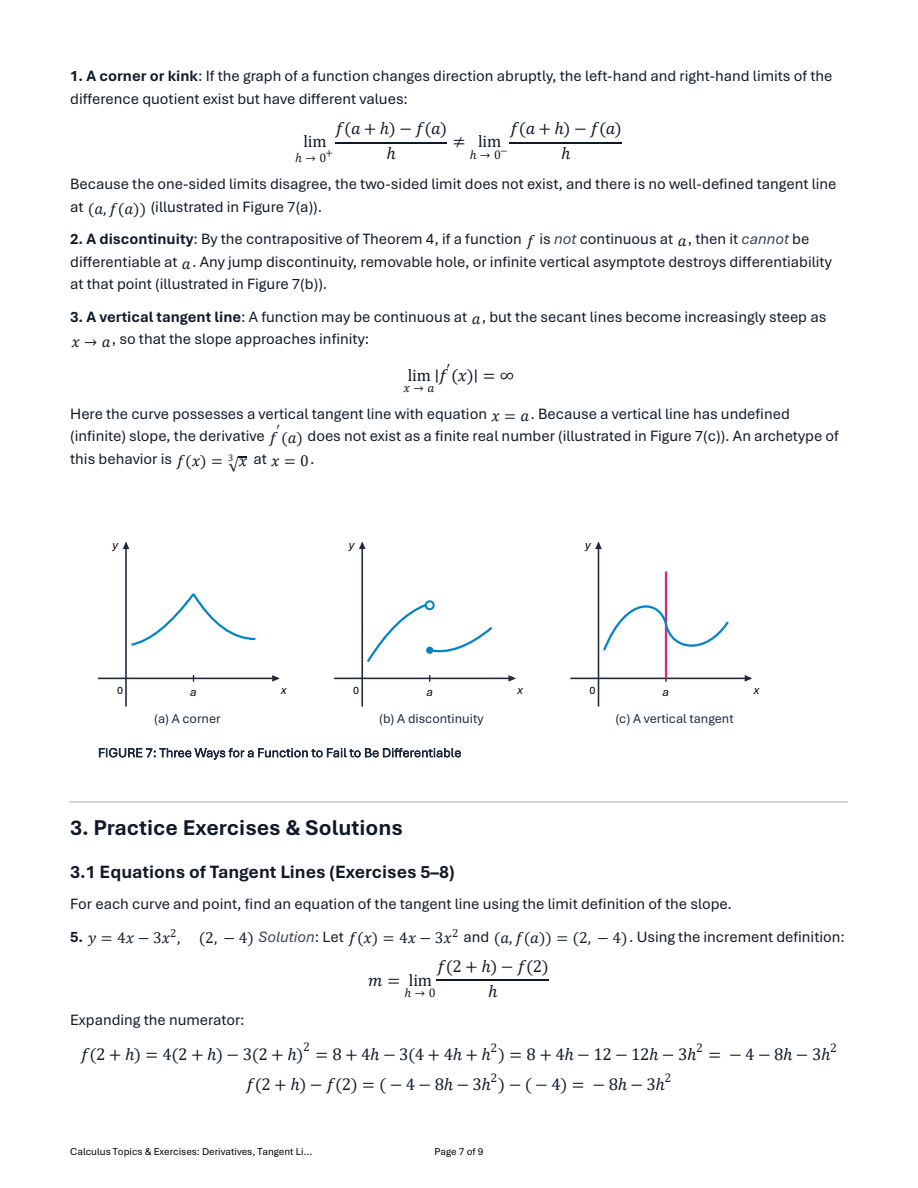 1. A corner or kink: If the graph of a function changes direction abruptly, the left-hand and right-hand limits of the
difference quotient exist but have different values:
lim_{h → 0⁺} (f(a + h) − f(a))/h ≠ lim_{h → 0⁻} (f(a + h) − f(a))/h
Because the one-sided limits disagree, the two-sided limit does not exist, and there is no well-defined tangent line
at (a, f(a)) (illustrated in Figure 7(a)).
2. A discontinuity: By the contrapositive of Theorem 4, if a function f is not continuous at a, then it cannot be
differentiable at a. Any jump discontinuity, removable hole, or infinite vertical asymptote destroys differentiability
at that point (illustrated in Figure 7(b)).
3. A vertical tangent line: A function may be continuous at a, but the secant lines become increasingly steep as
x → a, so that the slope approaches infinity:
lim_{x → a} |f′(x)| = ∞
Here the curve possesses a vertical tangent line with equation x = a. Because a vertical line has undefined
(infinite) slope, the derivative f′(a) does not exist as a finite real number (illustrated in Figure 7(c)). An archetype of
this behavior is f(x) = ∛x at x = 0.
y
0
a
x
(a) A corner
y
0
a
x
(b) A discontinuity
y
0
a
x
(c) A vertical tangent
FIGURE 7: Three Ways for a Function to Fail to Be Differentiable
3. Practice Exercises & Solutions
3.1 Equations of Tangent Lines (Exercises 5–8)
For each curve and point, find an equation of the tangent line using the limit definition of the slope.
5. y = 4x − 3x², (2, − 4) Solution: Let f(x) = 4x − 3x² and (a, f(a)) = (2, − 4). Using the increment definition:
m = lim_{h → 0} (f(2 + h) − f(2))/h
Expanding the numerator:
f(2 + h) = 4(2 + h) − 3(2 + h)² = 8 + 4h − 3(4 + 4h + h²) = 8 + 4h − 12 − 12h − 3h² = − 4 − 8h − 3h²
f(2 + h) − f(2) = ( − 4 − 8h − 3h²) − ( − 4) = − 8h − 3h²
Calculus Topics & Exercises: Derivatives, Tangent Li... Page 7 of 9